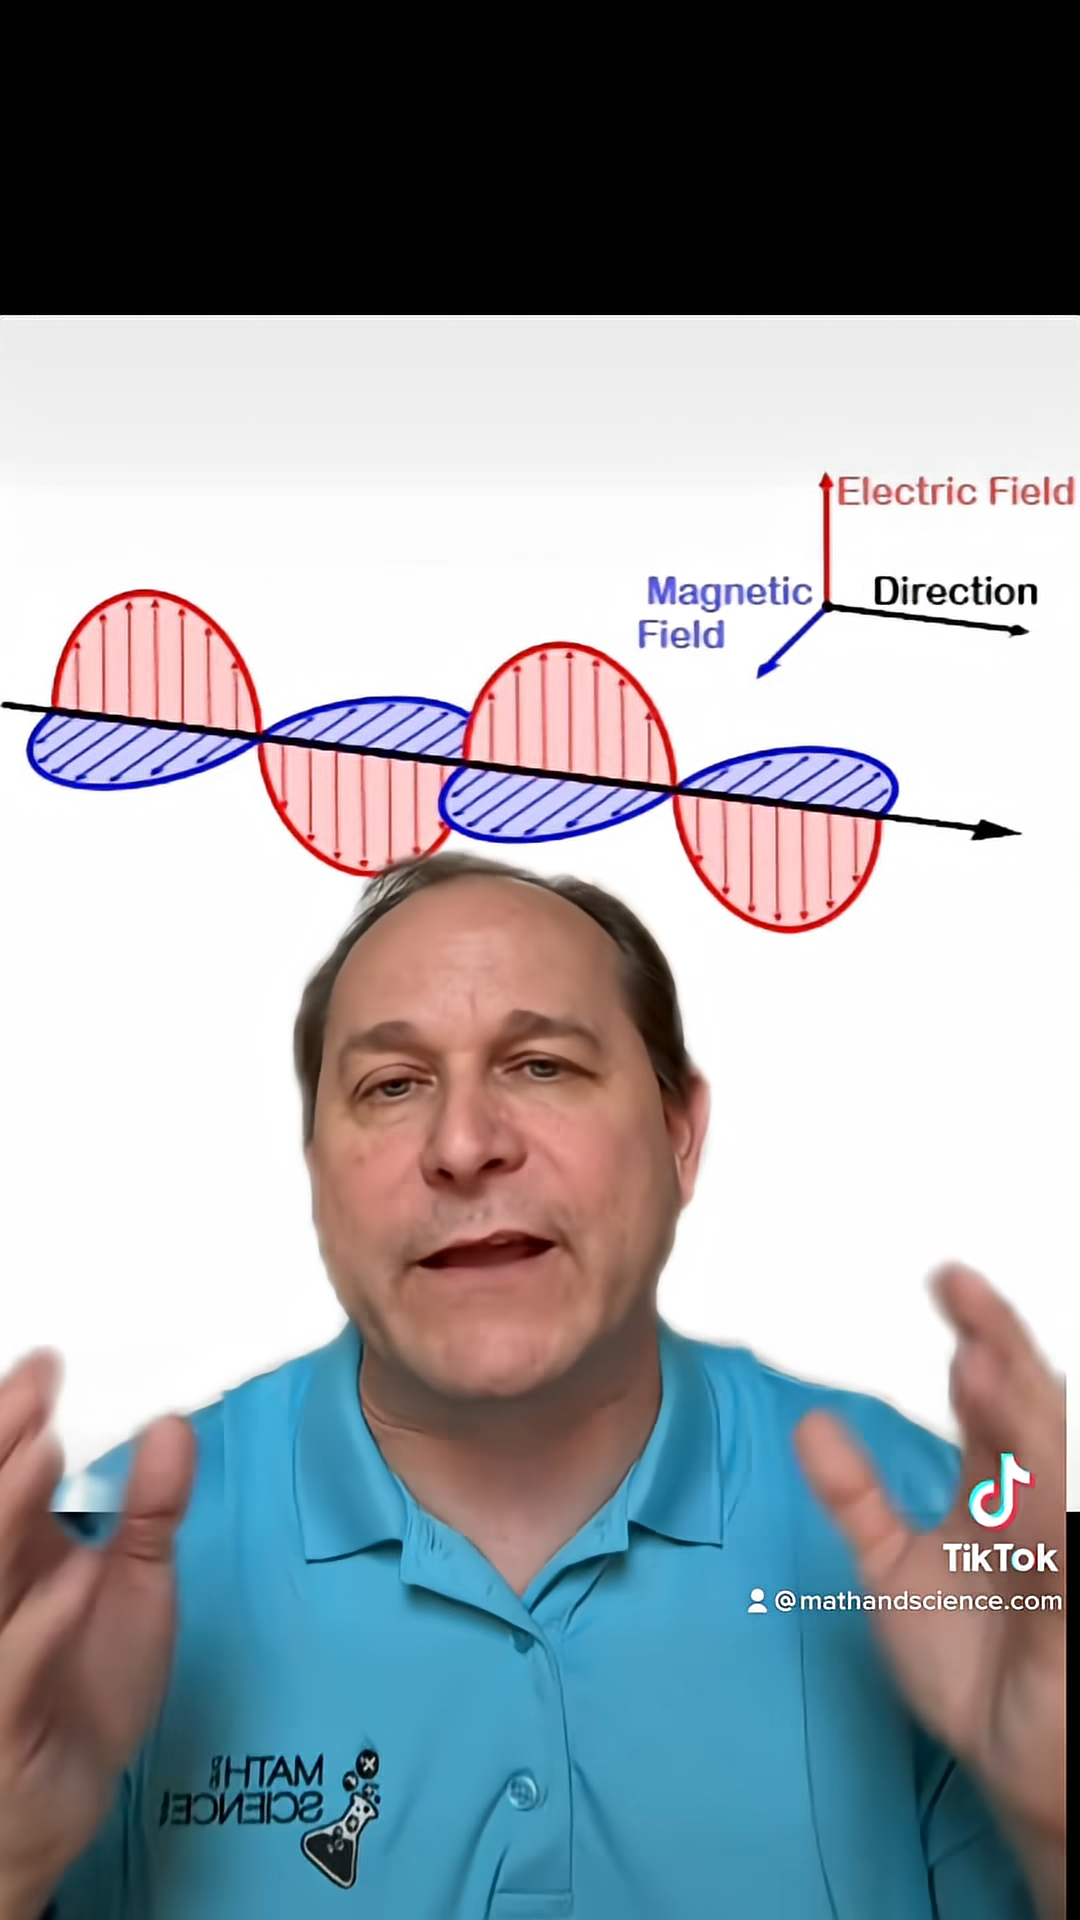 Electric Field
Magnetic
Field
Direction
TikTok
@mathandscience.com
MATH
SCIENCE!